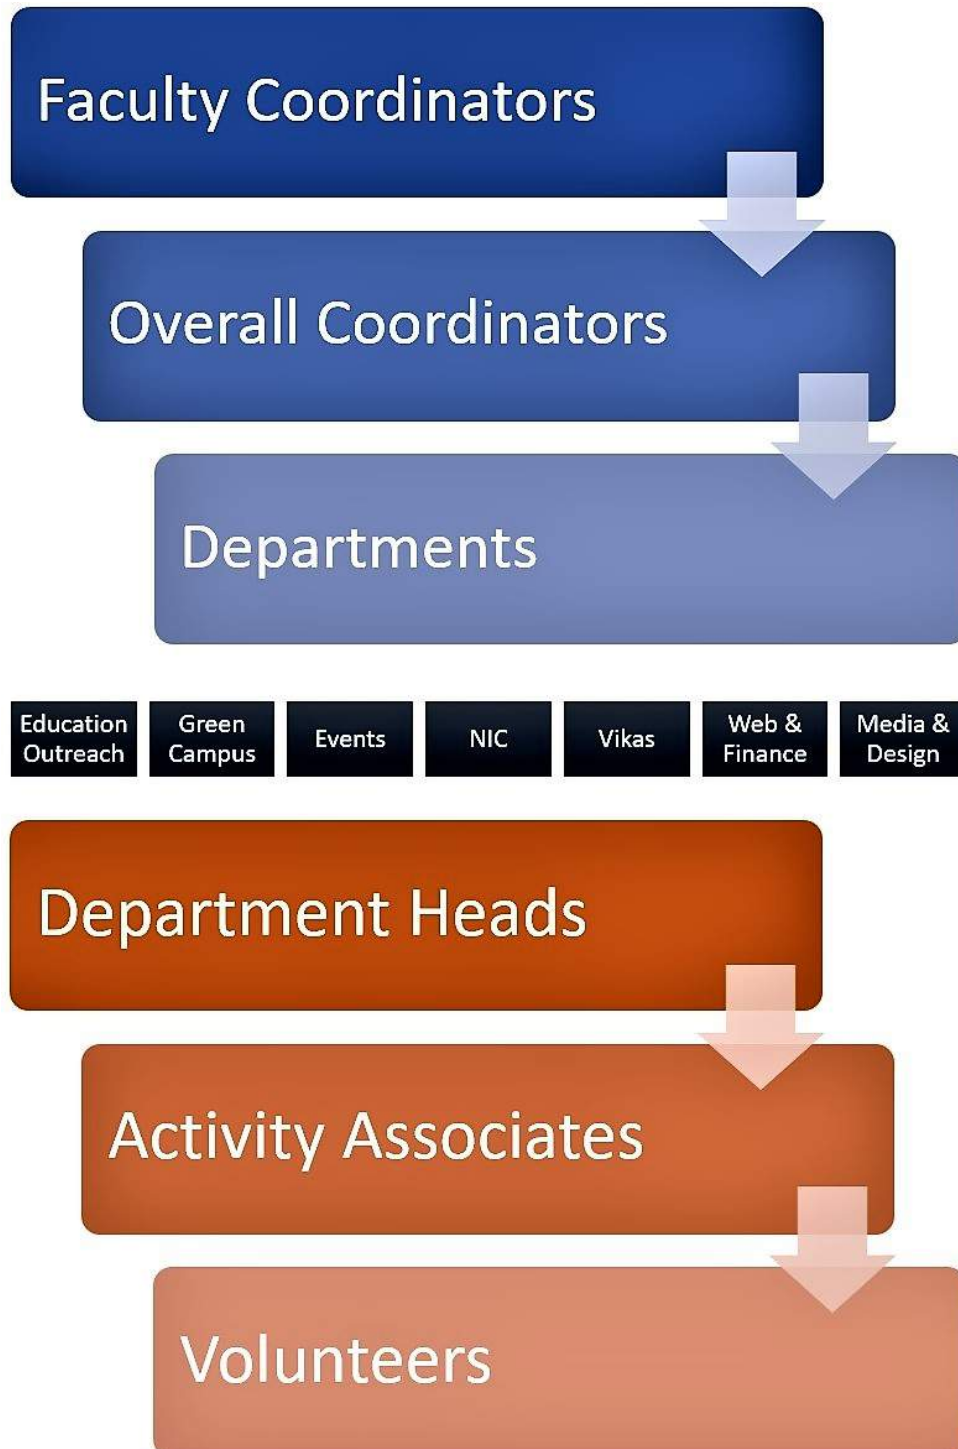 Faculty Coordinators
Overall Coordinators
Departments
Education
Outreach
Green
Campus
Events
NIC
Vikas
Web &
Finance
Media &
Design
Department Heads
Activity Associates
Volunteers